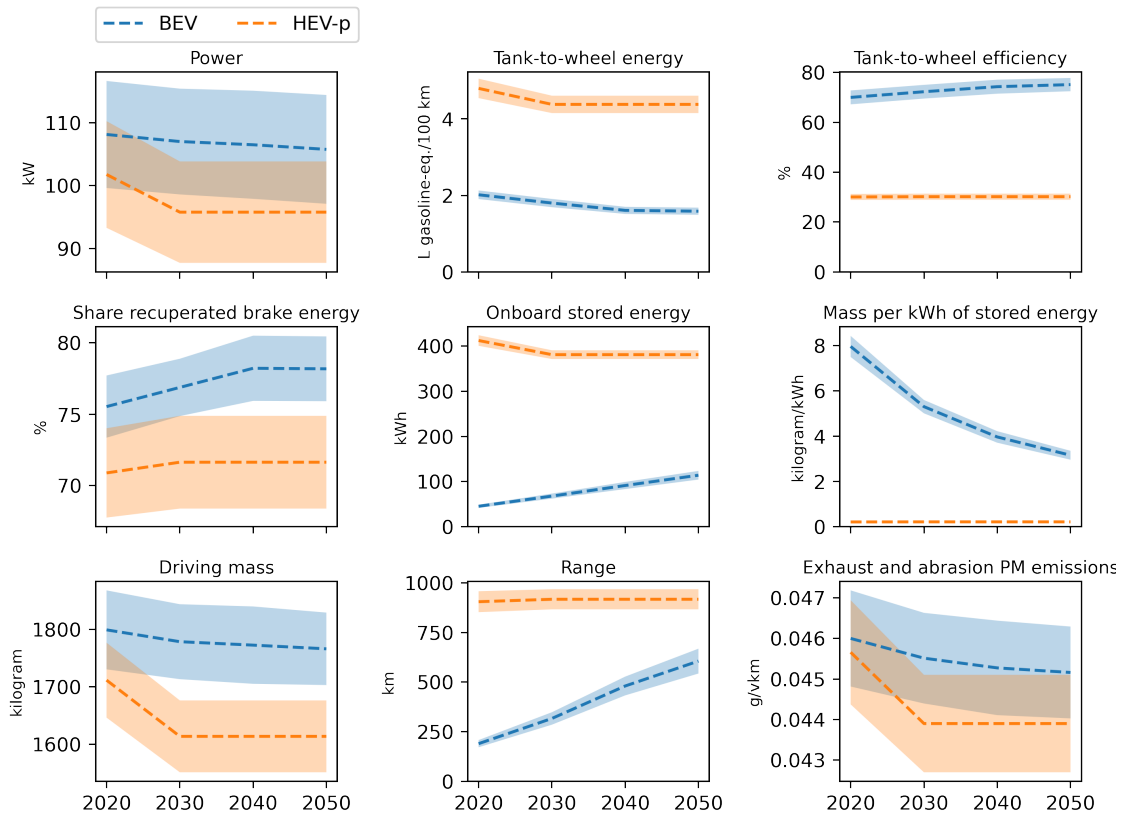 BEV HEV-p
Power
110
100
90
kW
Tank-to-wheel energy
4
2
0
L gasoline-eq./100 km
Tank-to-wheel efficiency
80
60
40
20
0
%
Share recuperated brake energy
80
75
70
%
Onboard stored energy
400
300
200
100
0
kWh
Mass per kWh of stored energy
8
6
4
2
0
kilogram/kWh
Driving mass
1800
1700
1600
kilogram
2020 2030 2040 2050
Range
1000
750
500
250
0
km
2020 2030 2040 2050
Exhaust and abrasion PM emissions
0.047
0.046
0.045
0.044
0.043
g/vkm
2020 2030 2040 2050